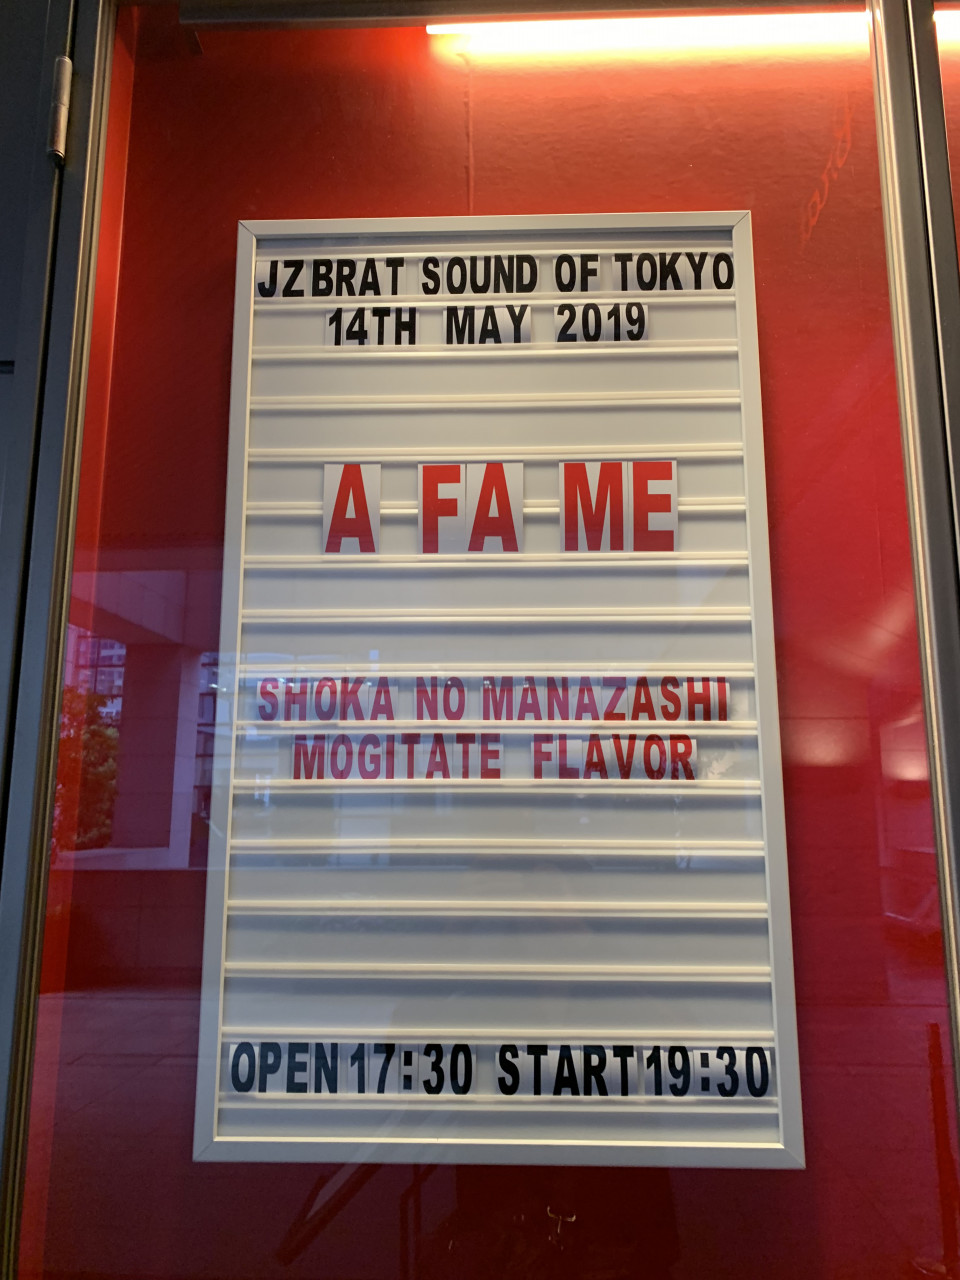 JZ BRAT SOUND OF TOKYO
14TH MAY 2019
A FA ME
SHOKA NO MANAZASHI
MOGITATE FLAVOR
OPEN 17:30 START 19:30